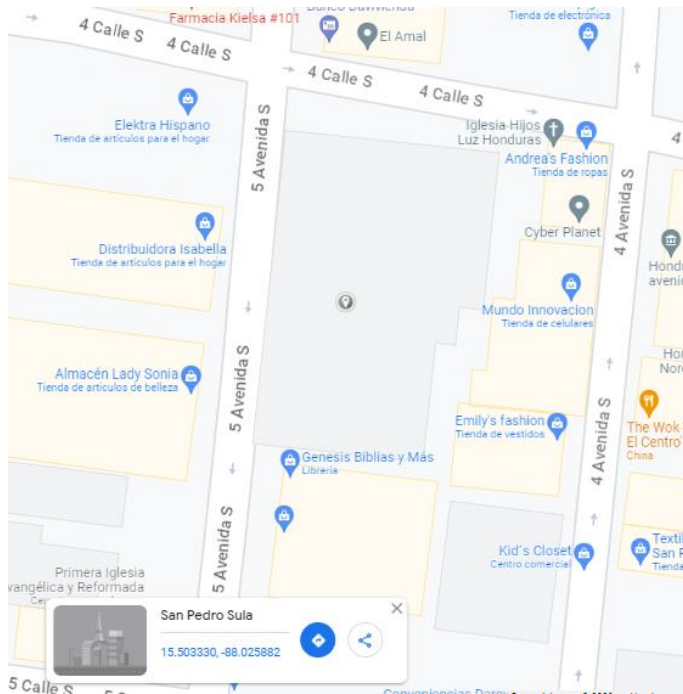 Farmacia Kielsa #101
Banco Davivienda
Tienda de electrónica
4 Calle S
4 Calle S
El Amal
4 Calle S
4 Calle S
4
Elektra Hispano
Tienda de artículos para el hogar
Iglesia Hijos
Luz Honduras
Andrea's Fashion
Tienda de ropas
5 Avenida S
4 Avenida S
Cyber Planet
Distribuidora Isabella
Tienda de artículos para el hogar
Mundo Innovacion
Tienda de celulares
Almacén Lady Sonia
Tienda de artículos de belleza
5 Avenida S
4 Avenida S
The Wok
El Centro
China
Emily's fashion
Tienda de vestidos
Genesis Biblias y Más
Librería
5 Avenida S
Kid´s Closet
Centro comercial
Primera Iglesia
vangélica y Reformada
San Pedro Sula
15.503330, -88.025882
5 Calle S